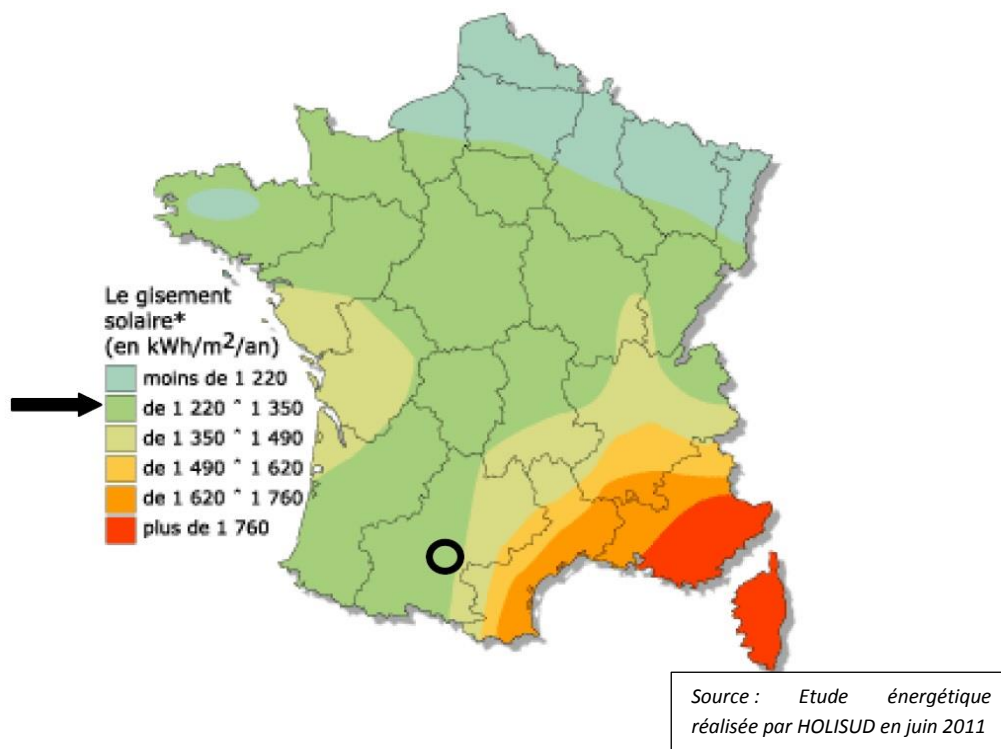 Le gisement
solaire*
(en kWh/m²/an)
moins de 1 220
de 1 220 ^ 1 350
de 1 350 ^ 1 490
de 1 490 ^ 1 620
de 1 620 ^ 1 760
plus de 1 760
Source : Etude énergétique
réalisée par HOLISUD en juin 2011